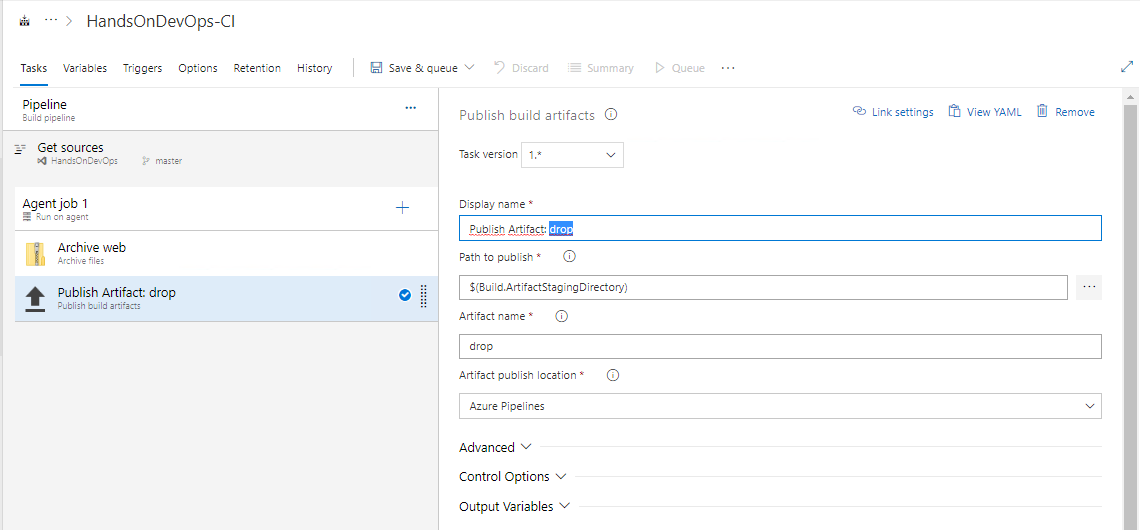 ··· > HandsOnDevOps-CI
Tasks Variables Triggers Options Retention History Save & queue Discard Summary Queue ···
Pipeline ···
Build pipeline
Get sources
HandsOnDevOps master
Agent job 1 +
Run on agent
Archive web
Archive files
Publish Artifact: drop
Publish build artifacts
Publish build artifacts Link settings View YAML Remove
Task version 1.*
Display name *
Publish Artifact: drop
Path to publish *
$(Build.ArtifactStagingDirectory) ···
Artifact name *
drop
Artifact publish location *
Azure Pipelines
Advanced
Control Options
Output Variables